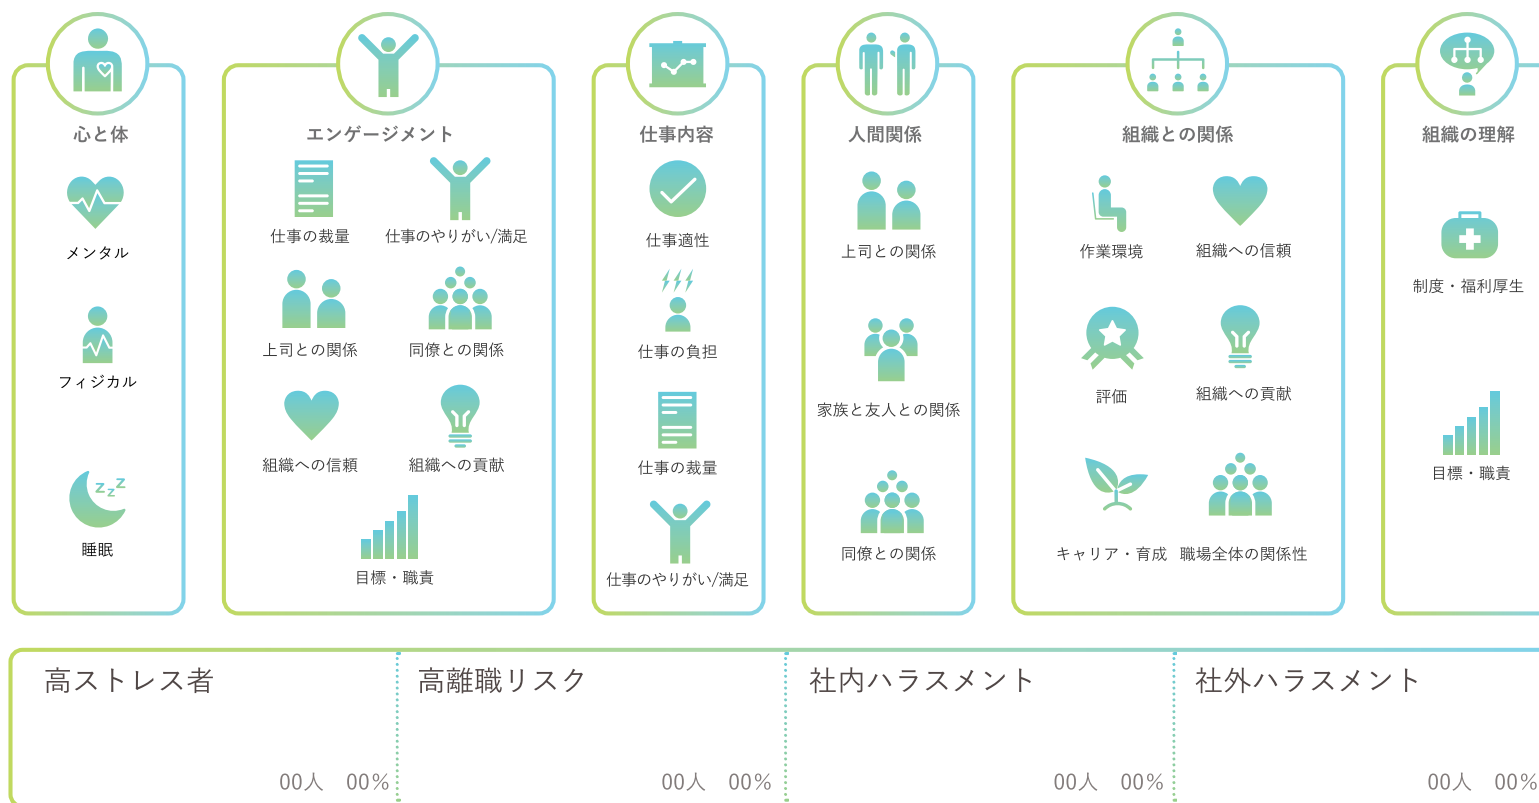 心と体
メンタル
フィジカル
zzz
睡眠
エンゲージメント
仕事の裁量
仕事のやりがい/満足
上司との関係
同僚との関係
組織への信頼
組織への貢献
目標・職責
仕事内容
仕事適性
仕事の負担
仕事の裁量
仕事のやりがい/満足
人間関係
上司との関係
家族と友人との関係
同僚との関係
組織との関係
作業環境
組織への信頼
評価
組織への貢献
キャリア・育成
職場全体の関係性
組織の理解
制度・福利厚生
目標・職責
高ストレス者
00人 00%
高離職リスク
00人 00%
社内ハラスメント
00人 00%
社外ハラスメント
00人 00%